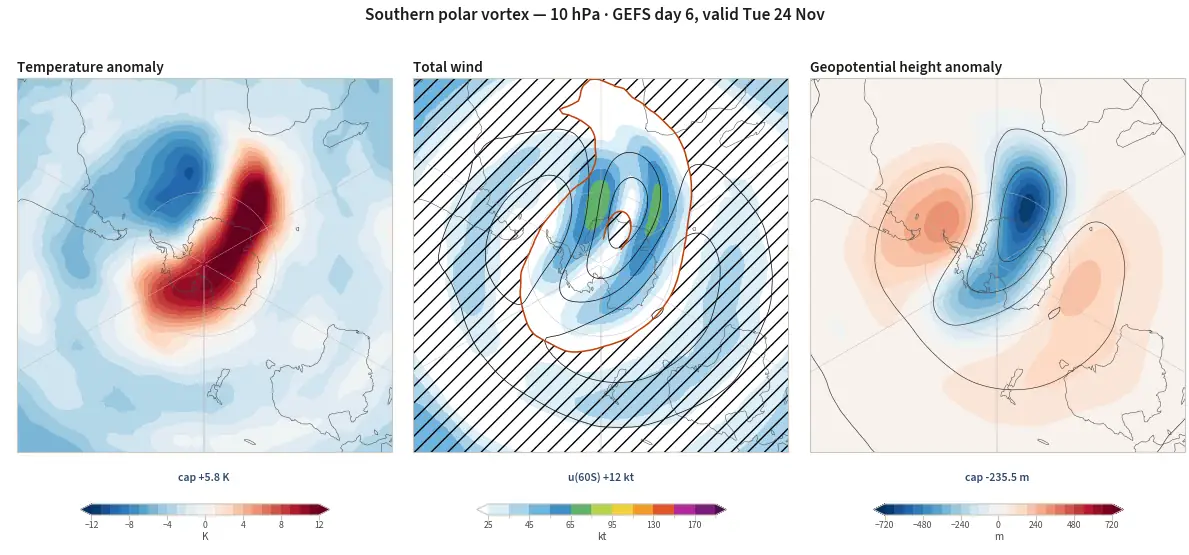 Southern polar vortex — 10 hPa · GEFS day 6, valid Tue 24 Nov
Temperature anomaly
Total wind
Geopotential height anomaly
cap +5.8 K
u(60S) +12 kt
cap -235.5 m
−12 −8 −4 0 4 8 12
K
25 45 65 95 130 170
kt
−720 −480 −240 0 240 480 720
m